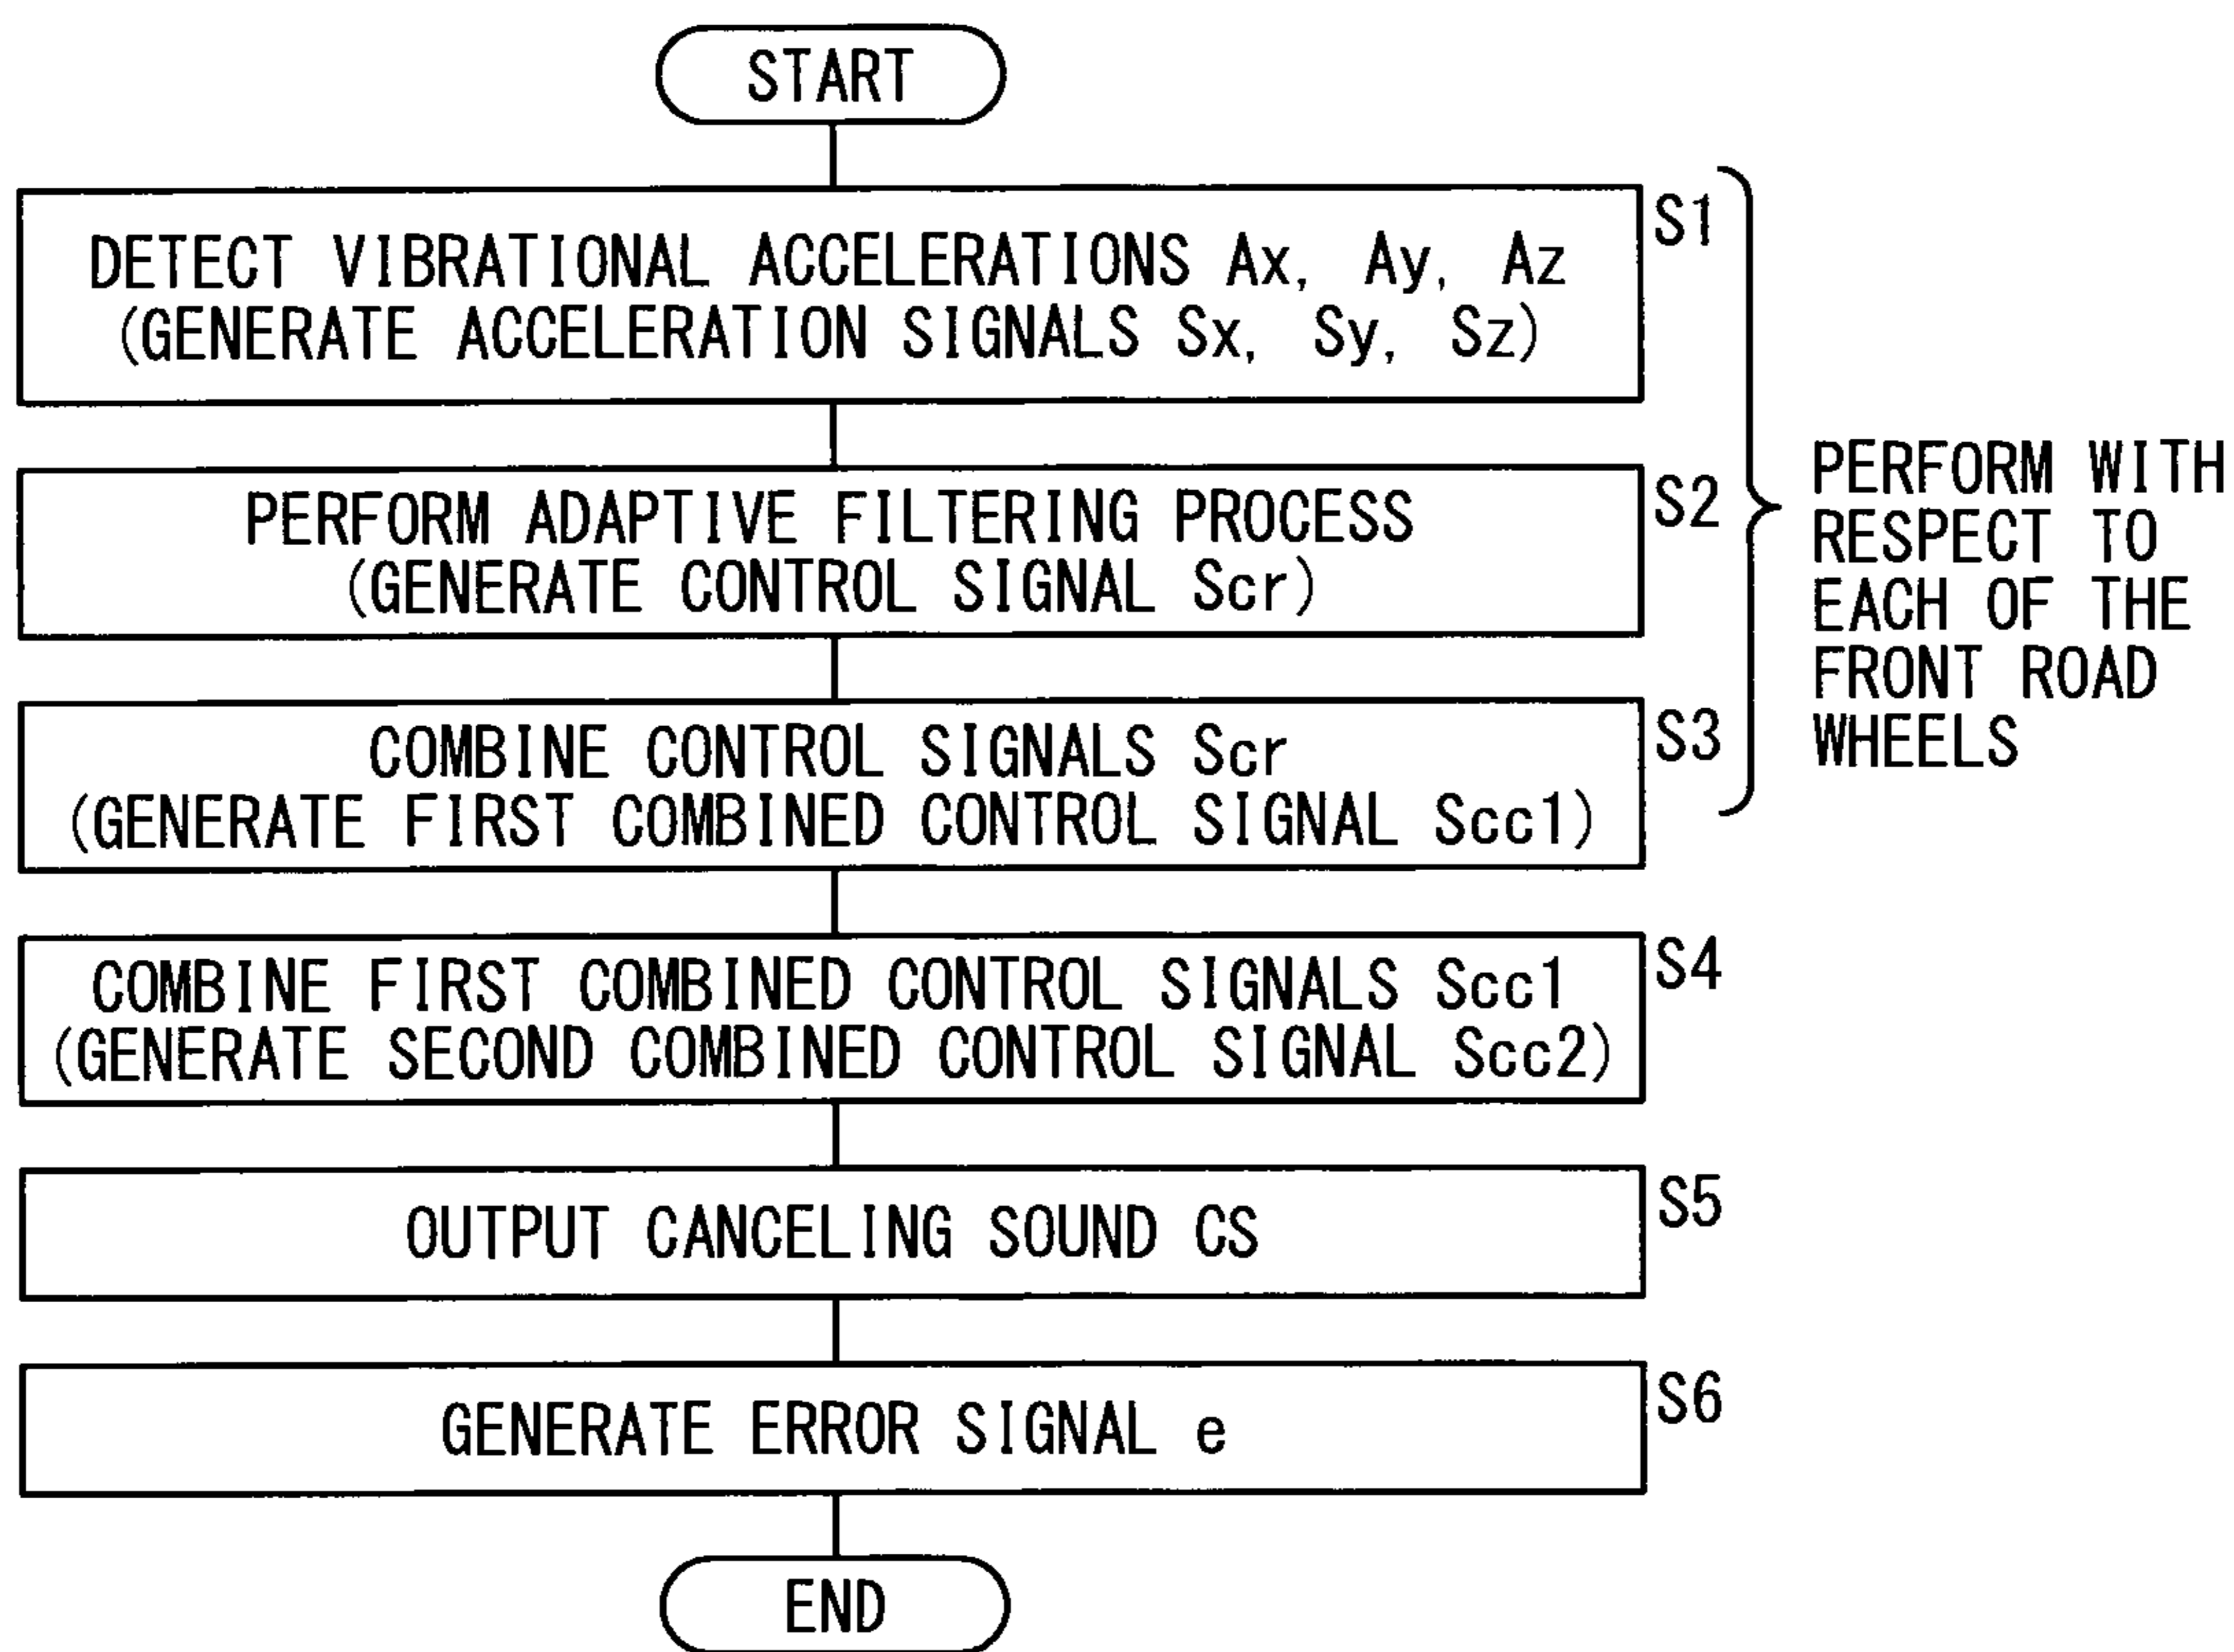 START
DETECT VIBRATIONAL ACCELERATIONS Ax, Ay, Az
(GENERATE ACCELERATION SIGNALS Sx, Sy, Sz)
S1
PERFORM ADAPTIVE FILTERING PROCESS
(GENERATE CONTROL SIGNAL Scr)
S2
PERFORM WITH
RESPECT TO
EACH OF THE
FRONT ROAD
WHEELS
COMBINE CONTROL SIGNALS Scr
(GENERATE FIRST COMBINED CONTROL SIGNAL Scc1)
S3
COMBINE FIRST COMBINED CONTROL SIGNALS Scc1
(GENERATE SECOND COMBINED CONTROL SIGNAL Scc2)
S4
OUTPUT CANCELING SOUND CS
S5
GENERATE ERROR SIGNAL e
S6
END